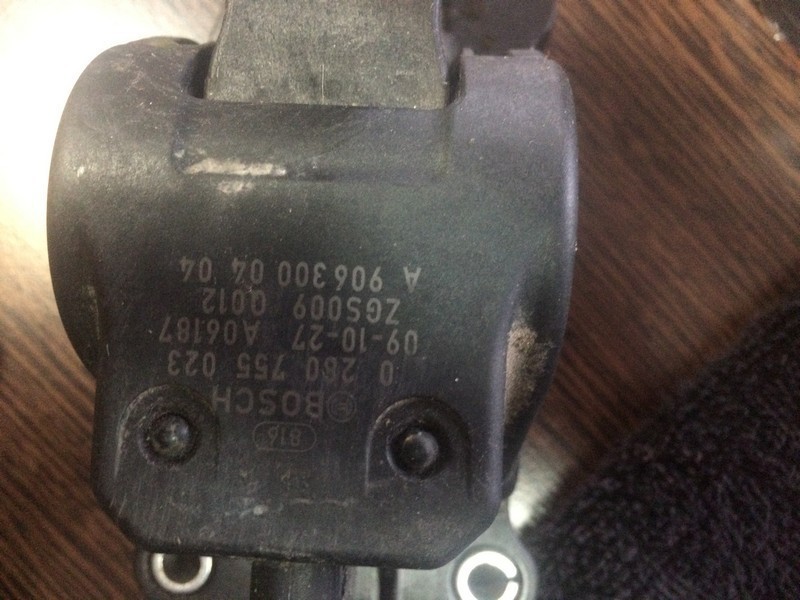 816
BOSCH
0 280 755 023
09-10-27 A06187
ZGS009 Q012
A 906 300 04 04